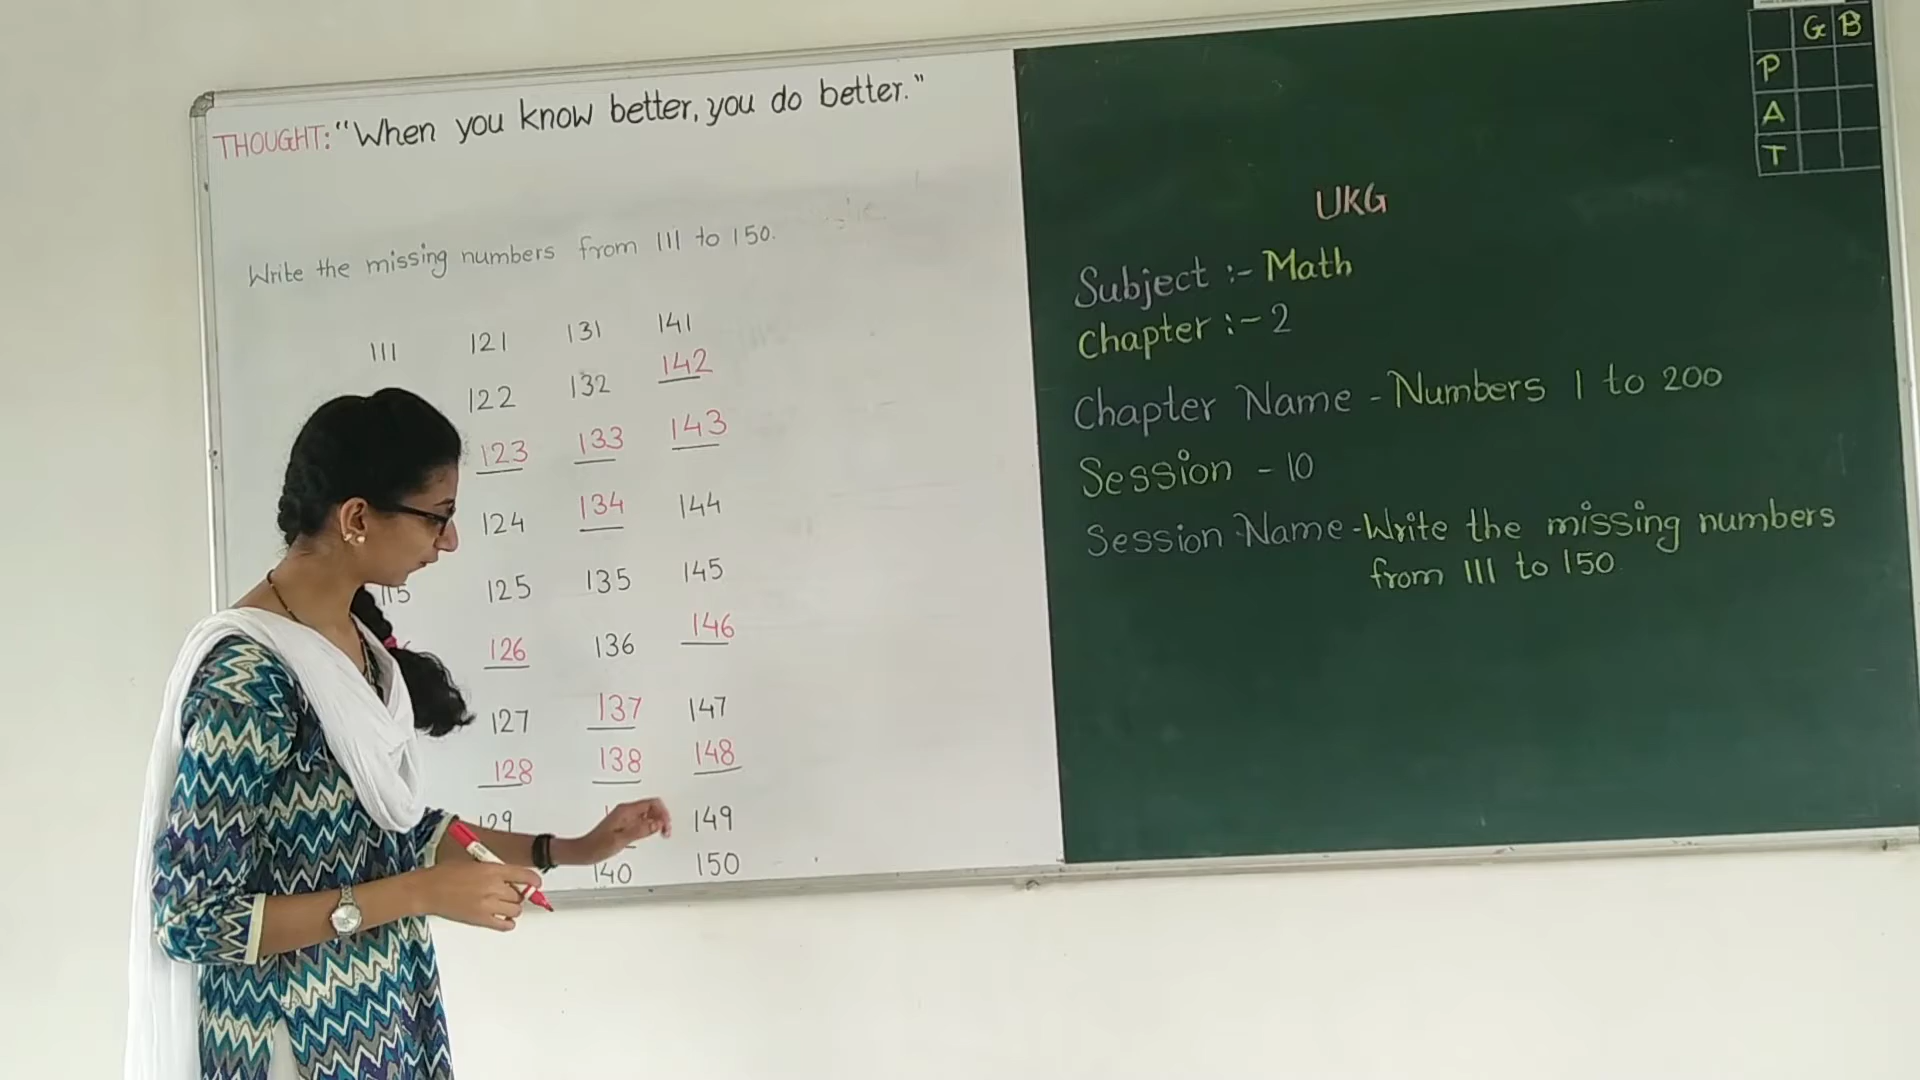 THOUGHT: "When you know better, you do better."
Write the missing numbers from 111 to 150.
111 121 131 141
122 132 142
123 133 143
124 134 144
115 125 135 145
126 136 146
127 137 147
128 138 148
129 149
140 150
G B
P
A
T
UKG
Subject :- Math
Chapter :- 2
Chapter Name - Numbers 1 to 200
Session - 10
Session Name - Write the missing numbers
from 111 to 150